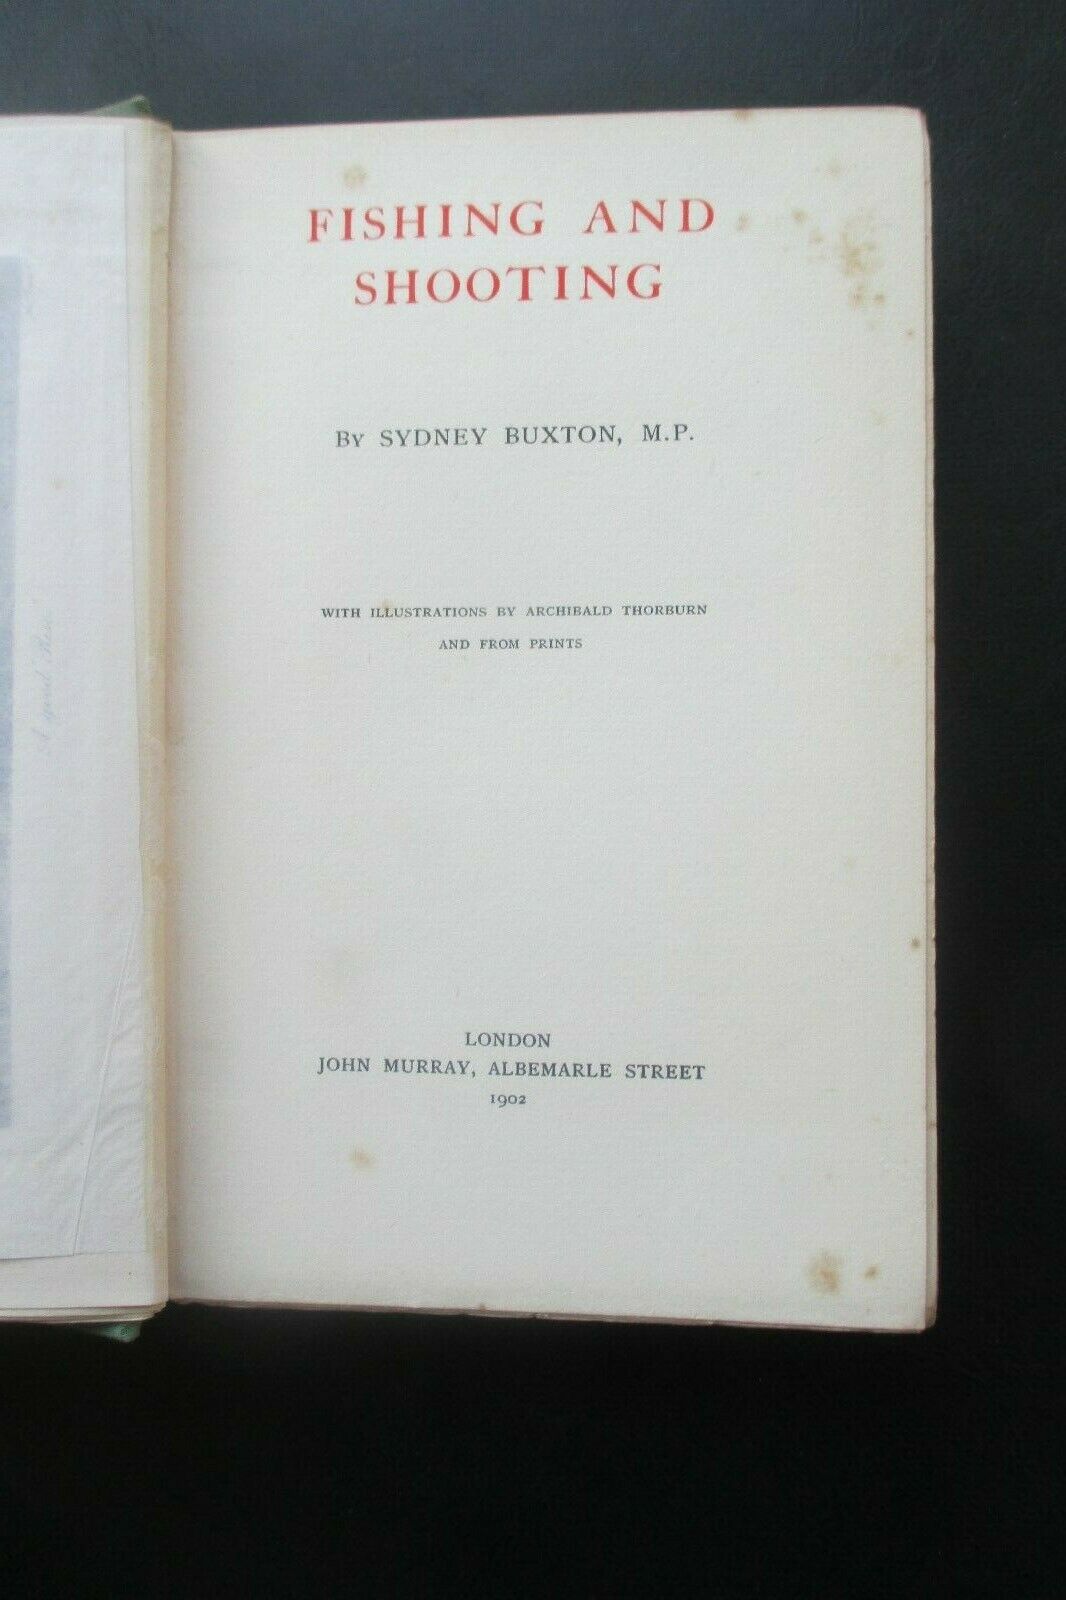 FISHING AND
SHOOTING
By SYDNEY BUXTON, M.P.
WITH ILLUSTRATIONS BY ARCHIBALD THORBURN
AND FROM PRINTS
LONDON
JOHN MURRAY, ALBEMARLE STREET
1902